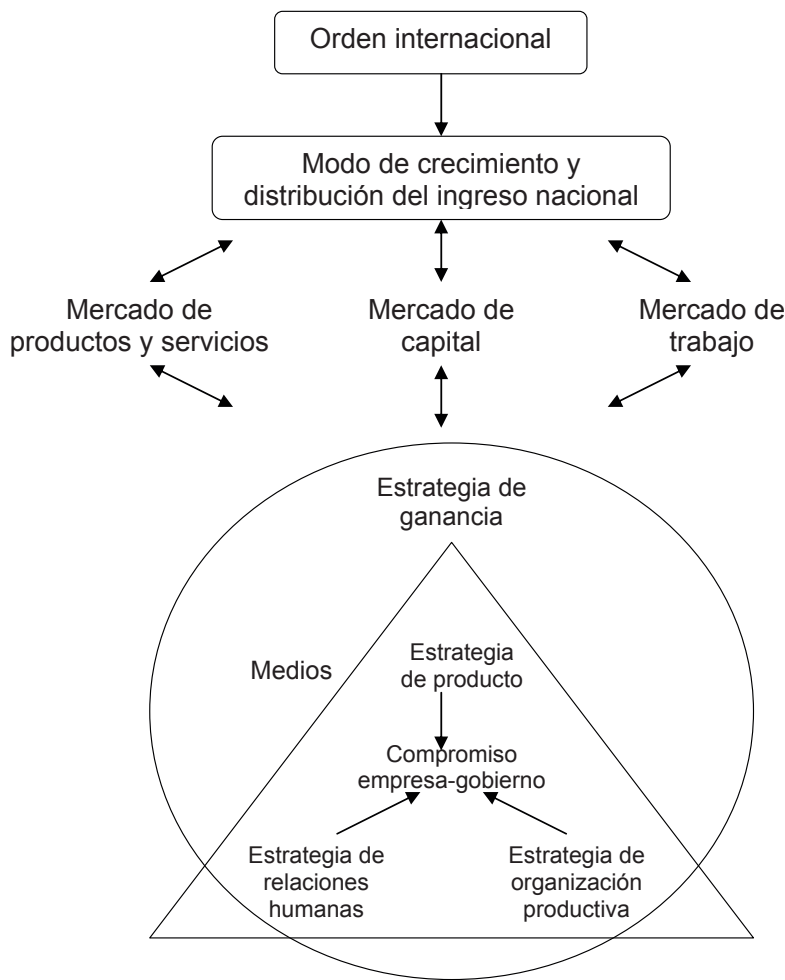 Orden internacional
Modo de crecimiento y
distribución del ingreso nacional
Mercado de
productos y servicios
Mercado de
capital
Mercado de
trabajo
Estrategia de
ganancia
Medios
Estrategia
de producto
Compromiso
empresa-gobierno
Estrategia de
relaciones
humanas
Estrategia de
organización
productiva